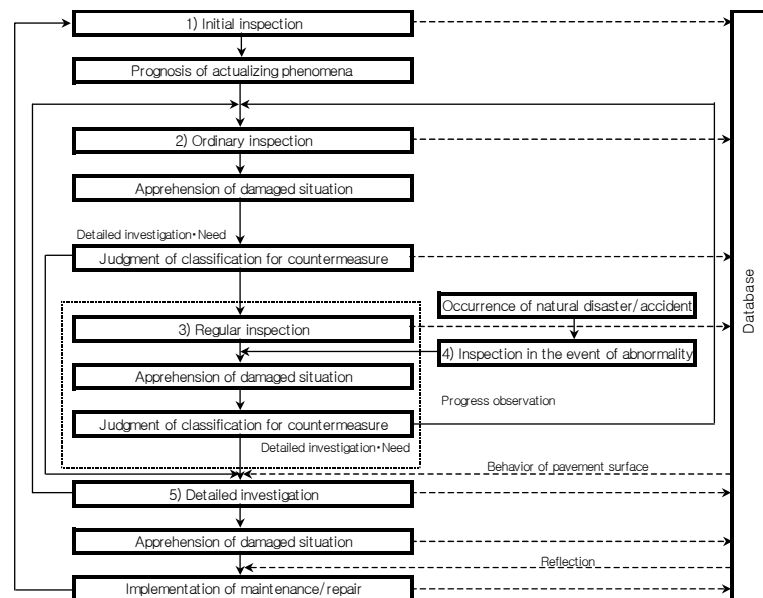 1) Initial inspection
Prognosis of actualizing phenomena
2) Ordinary inspection
Apprehension of damaged situation
Detailed investigation・Need
Judgment of classification for countermeasure
Occurrence of natural disaster/accident
3) Regular inspection
4) Inspection in the event of abnormality
Apprehension of damaged situation
Progress observation
Judgment of classification for countermeasure
Detailed investigation・Need
Behavior of pavement surface
5) Detailed investigation
Apprehension of damaged situation
Reflection
Implementation of maintenance/repair
Database